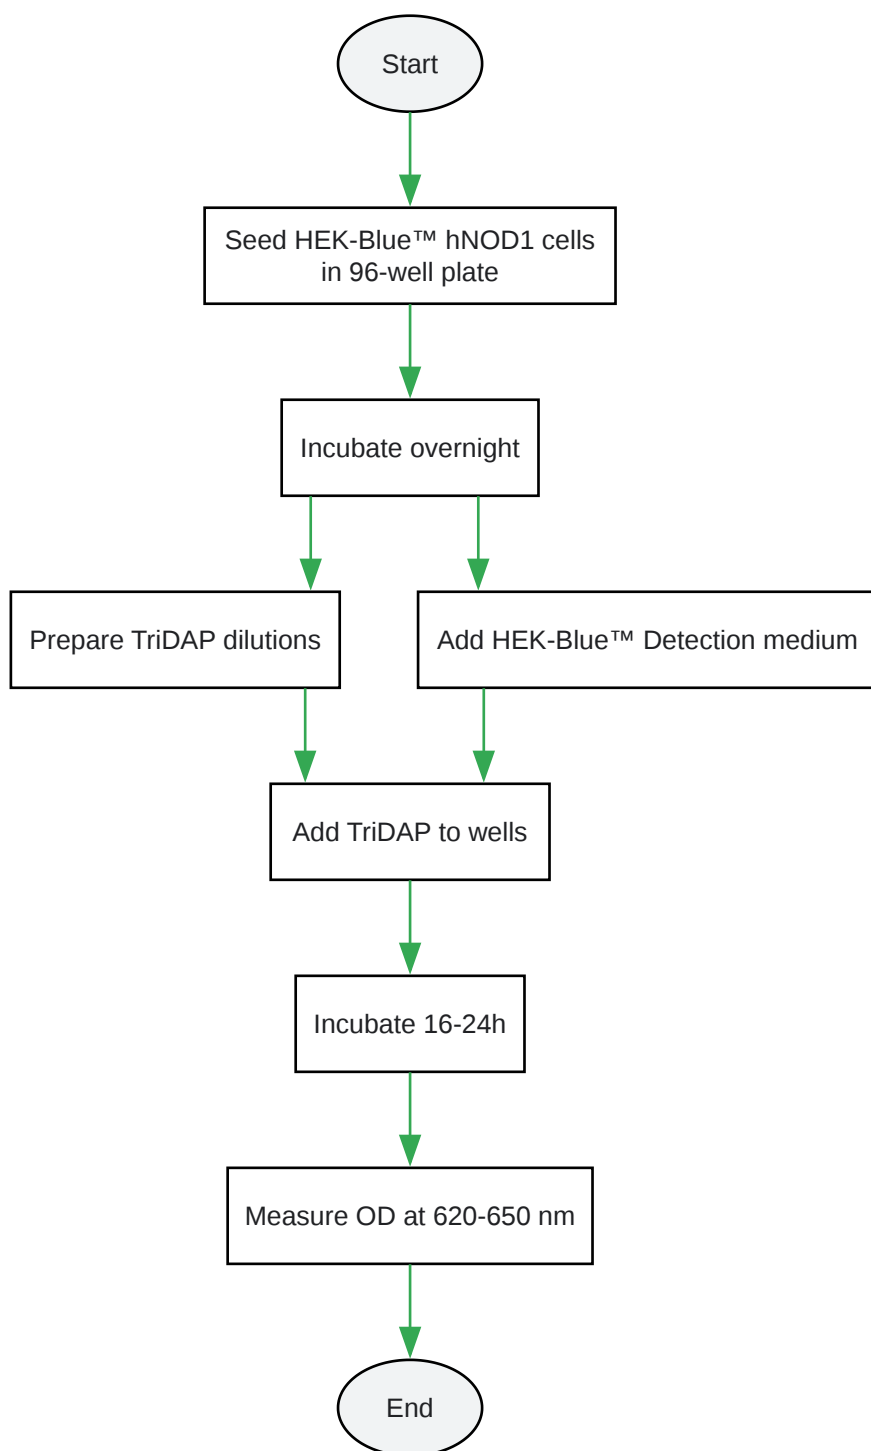 Start
Seed HEK-Blue™ hNOD1 cells
in 96-well plate
Incubate overnight
Prepare TriDAP dilutions
Add HEK-Blue™ Detection medium
Add TriDAP to wells
Incubate 16-24h
Measure OD at 620-650 nm
End